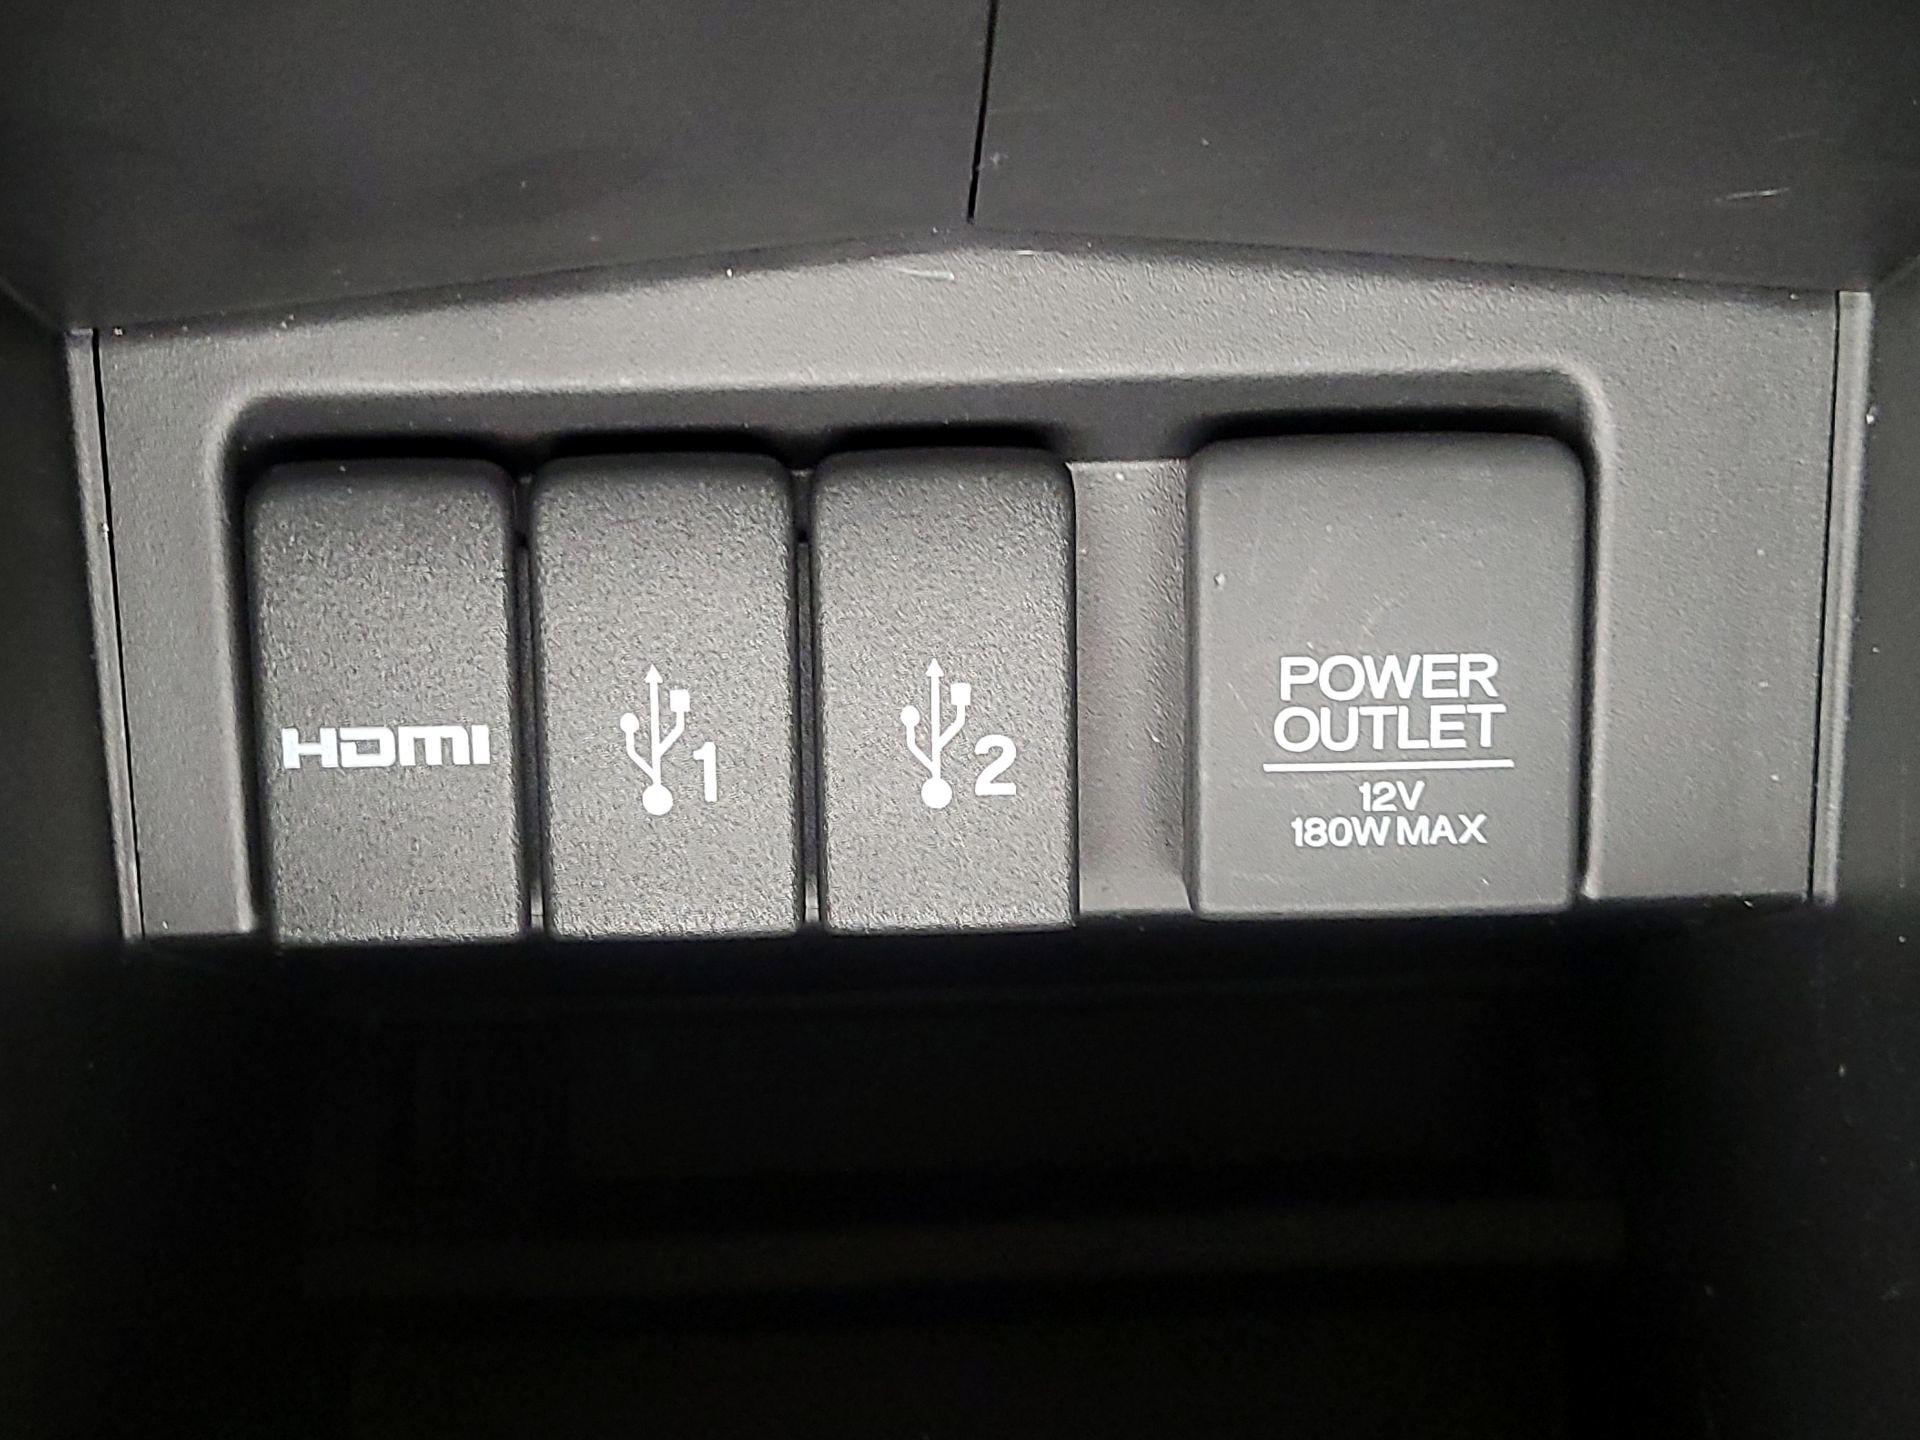 HDMI
1
2
POWER
OUTLET
12V
180W MAX